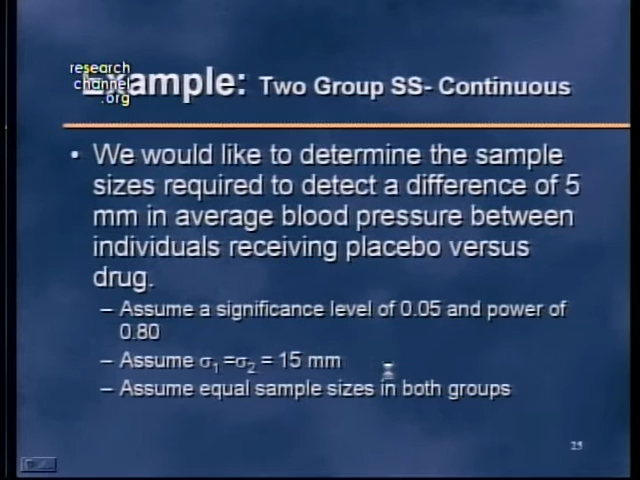 research
channel
.org
Example: Two Group SS- Continuous
• We would like to determine the sample
sizes required to detect a difference of 5
mm in average blood pressure between
individuals receiving placebo versus
drug.
– Assume a significance level of 0.05 and power of
0.80
– Assume σ₁ =σ₂ = 15 mm
– Assume equal sample sizes in both groups
25